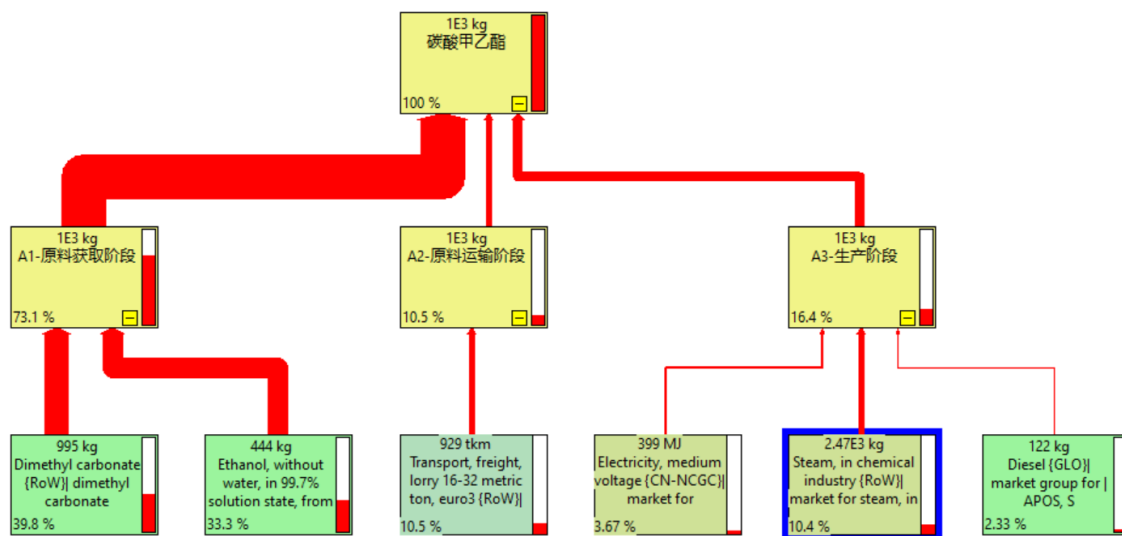 1E3 kg
碳酸甲乙酯
100 %
1E3 kg
A1-原料获取阶段
73.1 %
1E3 kg
A2-原料运输阶段
10.5 %
1E3 kg
A3-生产阶段
16.4 %
995 kg
Dimethyl carbonate
{RoW}| dimethyl
carbonate
39.8 %
444 kg
Ethanol, without
water, in 99.7%
solution state, from
33.3 %
929 tkm
Transport, freight,
lorry 16-32 metric
ton, euro3 {RoW}|
10.5 %
399 MJ
Electricity, medium
voltage {CN-NCGC}|
market for
3.67 %
2.47E3 kg
Steam, in chemical
industry {RoW}|
market for steam, in
10.4 %
122 kg
Diesel {GLO}|
market group for |
APOS, S
2.33 %